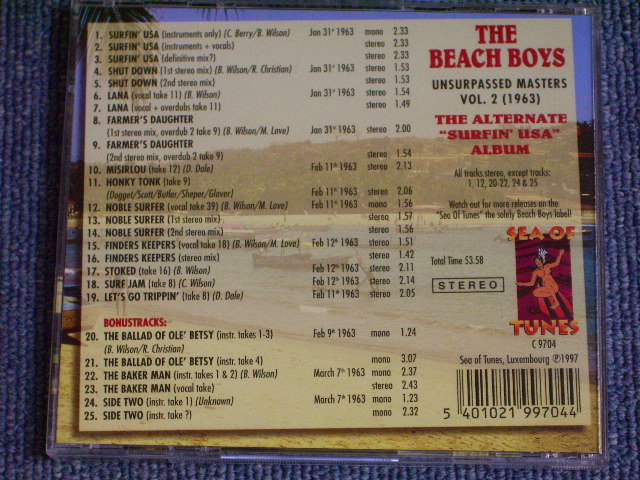 1. SURFIN' USA (instruments only) (C. Berry/B. Wilson) Jan 31st 1963 mono 2.33
2. SURFIN' USA (instruments + vocals) stereo 2.33
3. SURFIN' USA (definitive mix?) stereo 2.33
4. SHUT DOWN (1st stereo mix) (B. Wilson/R. Christian) Jan 31st 1963 stereo 1.53
5. SHUT DOWN (2nd stereo mix) stereo 1.53
6. LANA (vocal take 11) (B. Wilson) Jan 31st 1963 stereo 1.54
7. LANA (vocal + overdubs take 11) stereo 1.49
8. FARMER'S DAUGHTER
(1st stereo mix, overdub 2 take 9) (B. Wilson/M. Love) Jan 31st 1963 stereo 2.00
9. FARMER'S DAUGHTER
(2nd stereo mix, overdub 2 take 9) stereo 1.54
10. MISIRLOU (take 12) (D. Dale) Feb 11th 1963 stereo 2.13
11. HONKY TONK (take 9)
(Dogget/Scott/Butler/Sheper/Glover) Feb 11th 1963 stereo 2.06
12. NOBLE SURFER (vocal take 39) (B. Wilson/M. Love) Feb 11th 1963 mono 1.56
13. NOBLE SURFER (1st stereo mix) stereo 1.57
14. NOBLE SURFER (2nd stereo mix) stereo 1.56
15. FINDERS KEEPERS (vocal take 18) (B. Wilson/M. Love) Feb 12th 1963 stereo 1.51
16. FINDERS KEEPERS (stereo mix) stereo 1.42
17. STOKED (take 16) (B. Wilson) Feb 12th stereo 2.11
18. SURF JAM (take 8) (C. Wilson) Feb 12th 1963 stereo 2.14
19. LET'S GO TRIPPIN' (take 8) (D. Dale) Feb 11th 1963 stereo 2.05
BONUSTRACKS:
20. THE BALLAD OF OLE' BETSY (instr. takes 1-3) Feb 9th 1963 mono 1.24
(B. Wilson/R. Christian)
21. THE BALLAD OF OLE' BETSY (instr. take 4) mono 3.07
22. THE BAKER MAN (instr. takes 1 & 2) (B. Wilson) March 7th 1963 mono 2.37
23. THE BAKER MAN (vocal take) stereo 2.43
24. SIDE TWO (instr. take 1) (Unknown) March 7th 1963 mono 1.23
25. SIDE TWO (instr. take ?) mono 2.32
THE
BEACH BOYS
UNSURPASSED MASTERS
VOL. 2 (1963)
THE ALTERNATE
"SURFIN' USA"
ALBUM
All tracks stereo, except tracks:
1, 12, 20-22, 24 & 25
Watch out for more releases on the
"Sea Of Tunes" the solely Beach Boys label!
SEA OF
Total Time 53.58
STEREO
TUNES
C 9704
Sea of Tunes, Luxembourg ℗1997
5 401021 997044